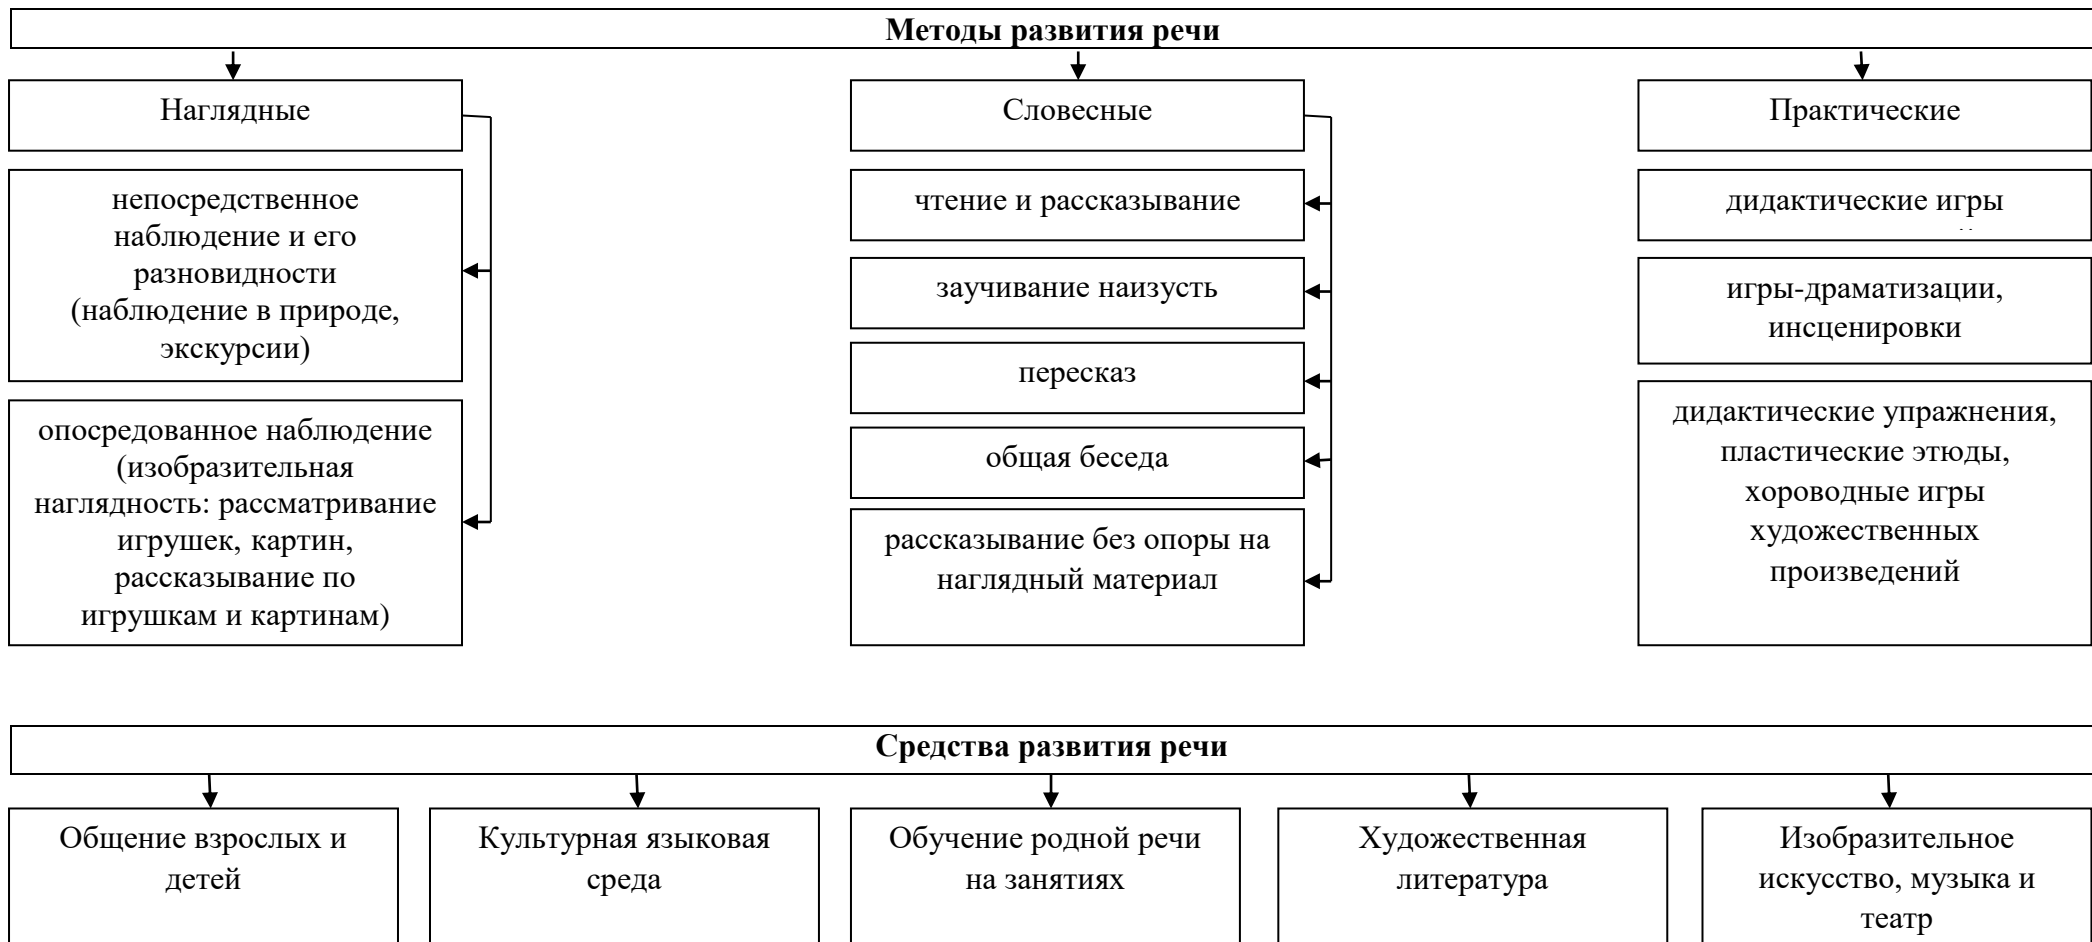 Методы развития речи
Наглядные
непосредственное
наблюдение и его
разновидности
(наблюдение в природе,
экскурсии)
опосредованное наблюдение
(изобразительная
наглядность: рассматривание
игрушек, картин,
рассказывание по
игрушкам и картинам)
Словесные
чтение и рассказывание
заучивание наизусть
пересказ
общая беседа
рассказывание без опоры на
наглядный материал
Практические
дидактические игры
игры-драматизации,
инсценировки
дидактические упражнения,
пластические этюды,
хороводные игры
художественных
произведений
Средства развития речи
Общение взрослых и
детей
Культурная языковая
среда
Обучение родной речи
на занятиях
Художественная
литература
Изобразительное
искусство, музыка и
театр